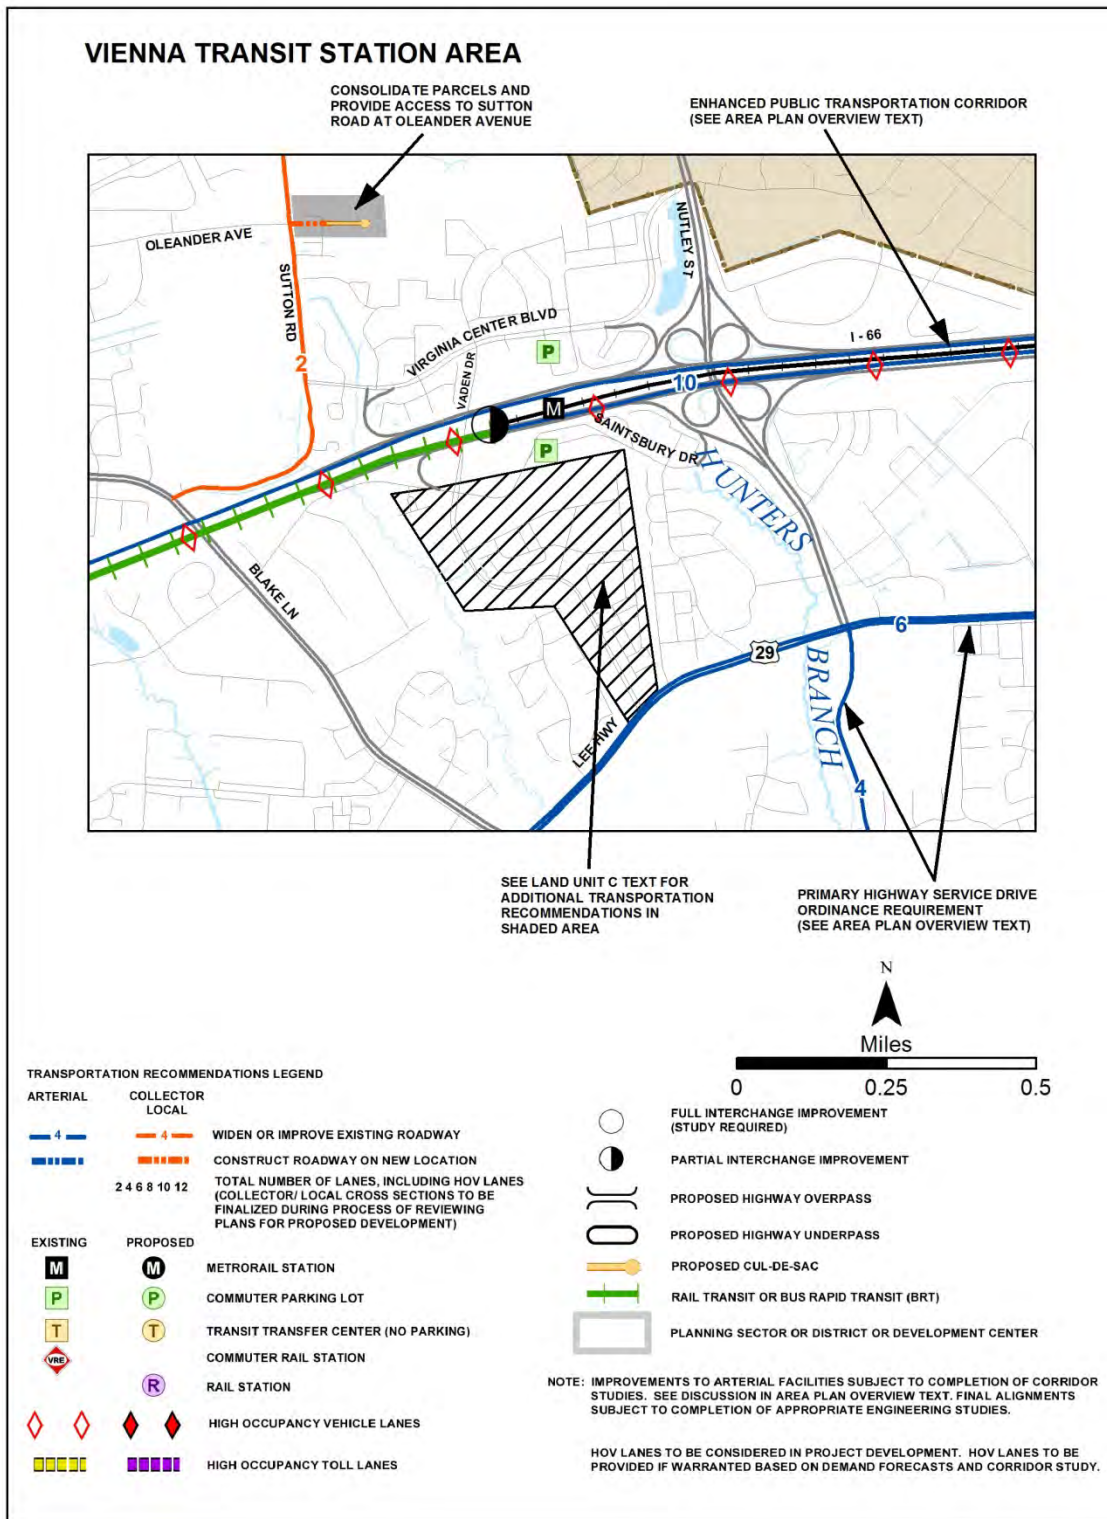 VIENNA TRANSIT STATION AREA
CONSOLIDATE PARCELS AND
PROVIDE ACCESS TO SUTTON
ROAD AT OLEANDER AVENUE
ENHANCED PUBLIC TRANSPORTATION CORRIDOR
(SEE AREA PLAN OVERVIEW TEXT)
OLEANDER AVE
SUTTON RD
2
NUTLEY ST
VIRGINIA CENTER BLVD
VADEN DR
I - 66
P
10
M
SAINTSBURY DR
P
HUNTERS
BRANCH
BLAKE LN
6
29
LEE HWY
4
SEE LAND UNIT C TEXT FOR
ADDITIONAL TRANSPORTATION
RECOMMENDATIONS IN
SHADED AREA
PRIMARY HIGHWAY SERVICE DRIVE
ORDINANCE REQUIREMENT
(SEE AREA PLAN OVERVIEW TEXT)
N
Miles
0 0.25 0.5
TRANSPORTATION RECOMMENDATIONS LEGEND
ARTERIAL COLLECTOR
LOCAL
4 4 WIDEN OR IMPROVE EXISTING ROADWAY
CONSTRUCT ROADWAY ON NEW LOCATION
2 4 6 8 10 12 TOTAL NUMBER OF LANES, INCLUDING HOV LANES
(COLLECTOR/ LOCAL CROSS SECTIONS TO BE
FINALIZED DURING PROCESS OF REVIEWING
PLANS FOR PROPOSED DEVELOPMENT)
EXISTING PROPOSED
M M METRORAIL STATION
P P COMMUTER PARKING LOT
T T TRANSIT TRANSFER CENTER (NO PARKING)
VRE COMMUTER RAIL STATION
R RAIL STATION
HIGH OCCUPANCY VEHICLE LANES
HIGH OCCUPANCY TOLL LANES
FULL INTERCHANGE IMPROVEMENT
(STUDY REQUIRED)
PARTIAL INTERCHANGE IMPROVEMENT
PROPOSED HIGHWAY OVERPASS
PROPOSED HIGHWAY UNDERPASS
PROPOSED CUL-DE-SAC
RAIL TRANSIT OR BUS RAPID TRANSIT (BRT)
PLANNING SECTOR OR DISTRICT OR DEVELOPMENT CENTER
NOTE: IMPROVEMENTS TO ARTERIAL FACILITIES SUBJECT TO COMPLETION OF CORRIDOR
STUDIES. SEE DISCUSSION IN AREA PLAN OVERVIEW TEXT. FINAL ALIGNMENTS
SUBJECT TO COMPLETION OF APPROPRIATE ENGINEERING STUDIES.
HOV LANES TO BE CONSIDERED IN PROJECT DEVELOPMENT. HOV LANES TO BE
PROVIDED IF WARRANTED BASED ON DEMAND FORECASTS AND CORRIDOR STUDY.